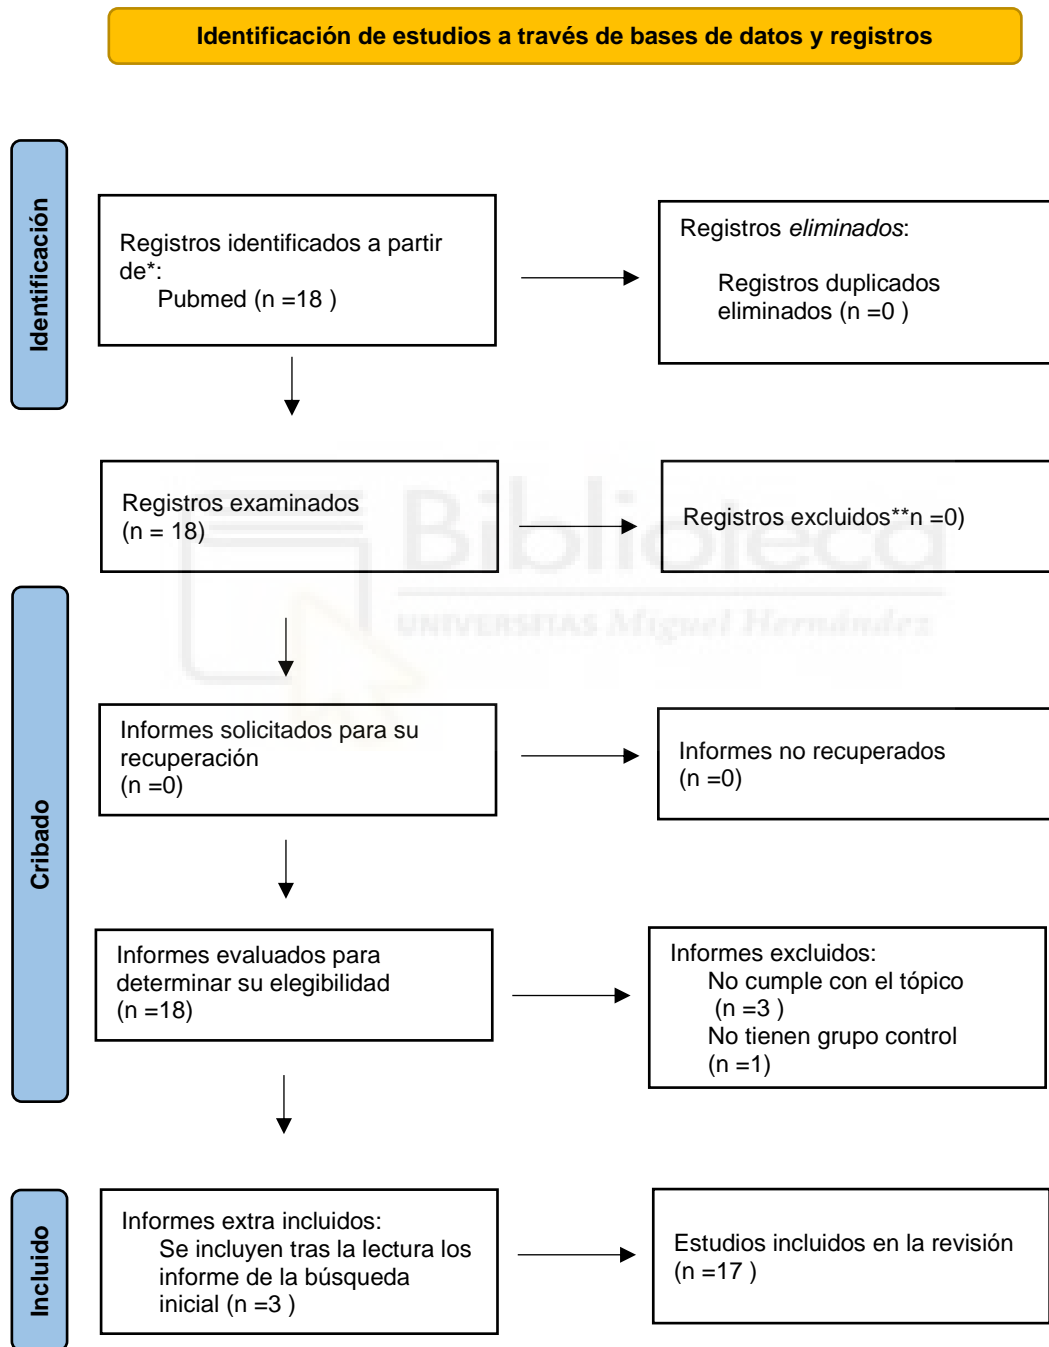 Identificación de estudios a través de bases de datos y registros
Identificación
Registros identificados a partir
de*:
Pubmed (n =18 )
Registros eliminados:
Registros duplicados
eliminados (n =0 )
Registros examinados
(n = 18)
Registros excluidos**n =0)
Biblioteca
UNIVERSITAS Miguel Hernández
Cribado
Informes solicitados para su
recuperación
(n =0)
Informes no recuperados
(n =0)
Informes evaluados para
determinar su elegibilidad
(n =18)
Informes excluidos:
No cumple con el tópico
(n =3 )
No tienen grupo control
(n =1)
Incluido
Informes extra incluidos:
Se incluyen tras la lectura los
informe de la búsqueda
inicial (n =3 )
Estudios incluidos en la revisión
(n =17 )